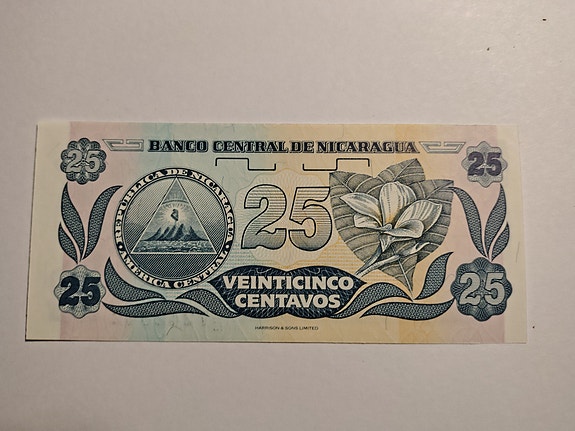 BANCO CENTRAL DE NICARAGUA
25
25
REPUBLICA DE NICARAGUA
AMERICA CENTRAL
25
VEINTICINCO
CENTAVOS
25
25
HARRISON & SONS LIMITED